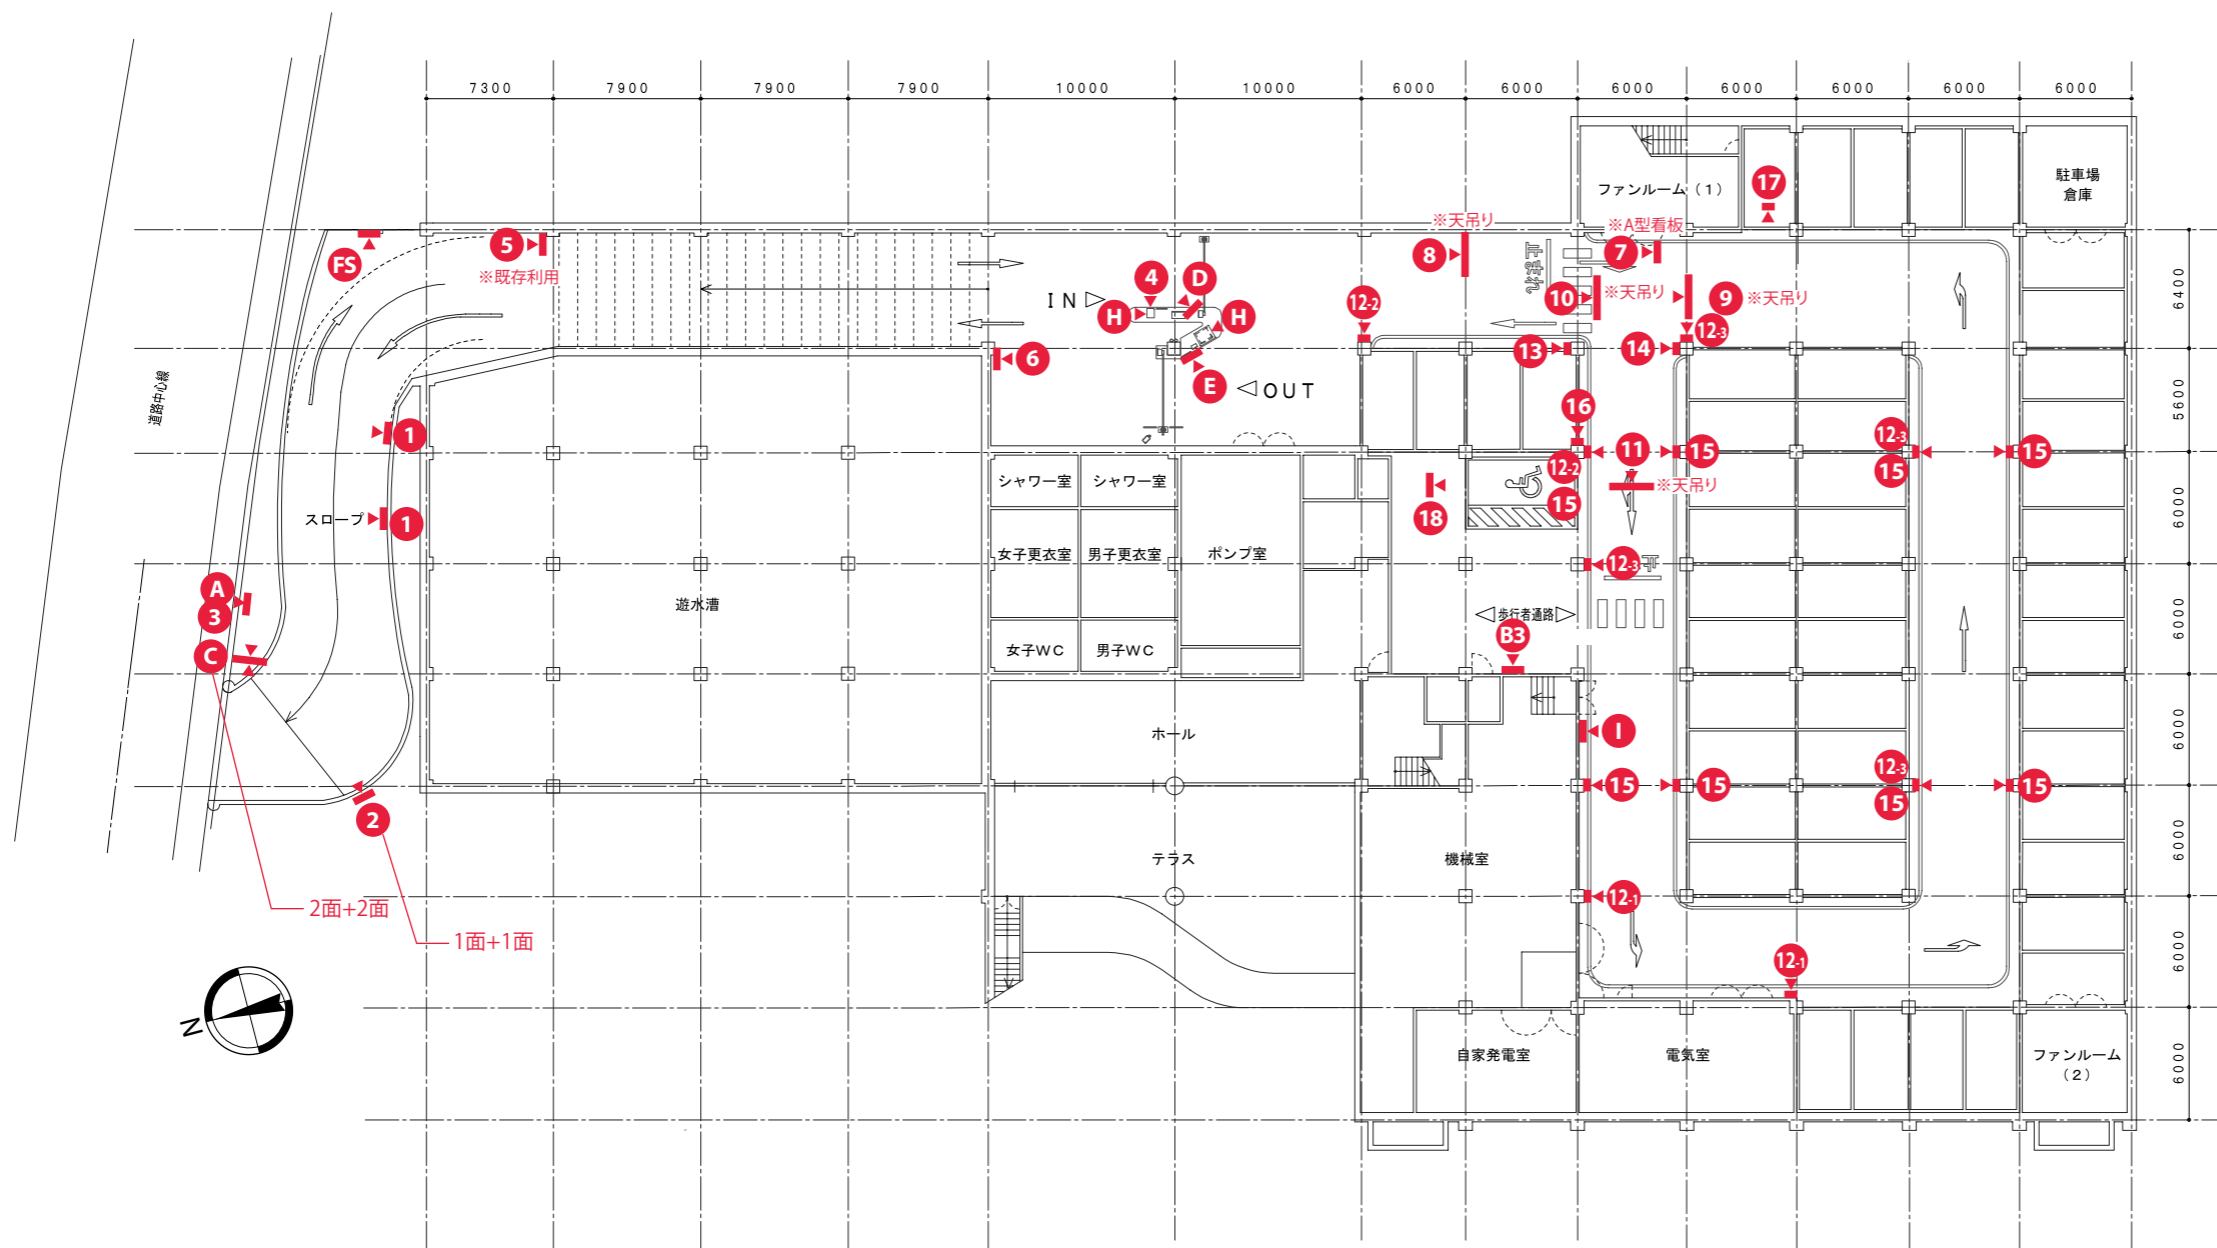 7300
7900
7900
7900
10000
10000
6000
6000
6000
6000
6000
6000
6000
ファンルーム（1）
17
駐車場
倉庫
FS
5
※既存利用
※天吊り
8
止まれ
※A型看板
7
10
※天吊り
9
※天吊り
IN
4
D
H
H
12-2
12-3
6
E
OUT
13
14
6400
道路中心線
1
16
5600
11
15
12-3
15
15
12-2
15
※天吊り
18
シャワー室
シャワー室
スロープ
1
6000
女子更衣室
男子更衣室
ポンプ室
12-3
A
3
遊水漕
歩行者通路
B3
6000
C
女子WC
男子WC
ホール
I
6000
15
15
12-3
15
15
2
テラス
機械室
6000
12-1
2面+2面
1面+1面
12-1
6000
N
自家発電室
電気室
ファンルーム
（2）
6000